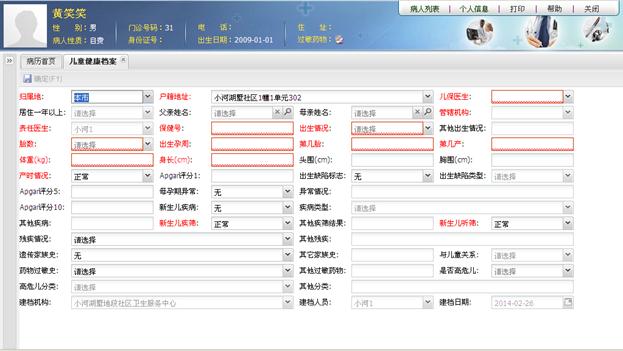 病人列表 | 个人信息 | 打印 | 帮助 | 关闭
黄笑笑
性 别：男 门诊号码：31 电 话： 住 址：
病人性质：自费 身份证号： 出生日期：2009-01-01 过敏药物：
病历首页 儿童健康档案
确定(F1)
归属地： 本市 户籍地址： 小河湖墅社区1幢1单元302 儿保医生：
居住一年以上： 请选择 父亲姓名： 请选择 母亲姓名： 请选择 管辖机构：
责任医生： 小河1 保健号： 出生情况： 请选择 其他出生情况：
胎数： 请选择 出生孕周： 第几胎： 第几产：
体重(kg)： 身长(cm)： 头围(cm)： 胸围(cm)：
产时情况： 正常 Apgar评分1： 出生缺陷标志： 无 出生缺陷类型： 请选择
Apgar评分5： 母孕期异常： 无 异常情况：
Apgar评分10： 新生儿疾病： 无 疾病类型： 请选择
其他疾病： 新生儿疾筛： 正常 其他疾筛结果： 新生儿听筛： 正常
残疾情况： 请选择 其他残疾：
遗传家族史： 无 其它家族史： 与儿童关系： 请选择
药物过敏史： 请选择 其他过敏药物： 是否高危儿： 请选择
高危儿分类： 请选择 其他分类：
建档机构： 小河湖墅地段社区卫生服务中心 建档人员： 小河1 建档日期： 2014-02-26